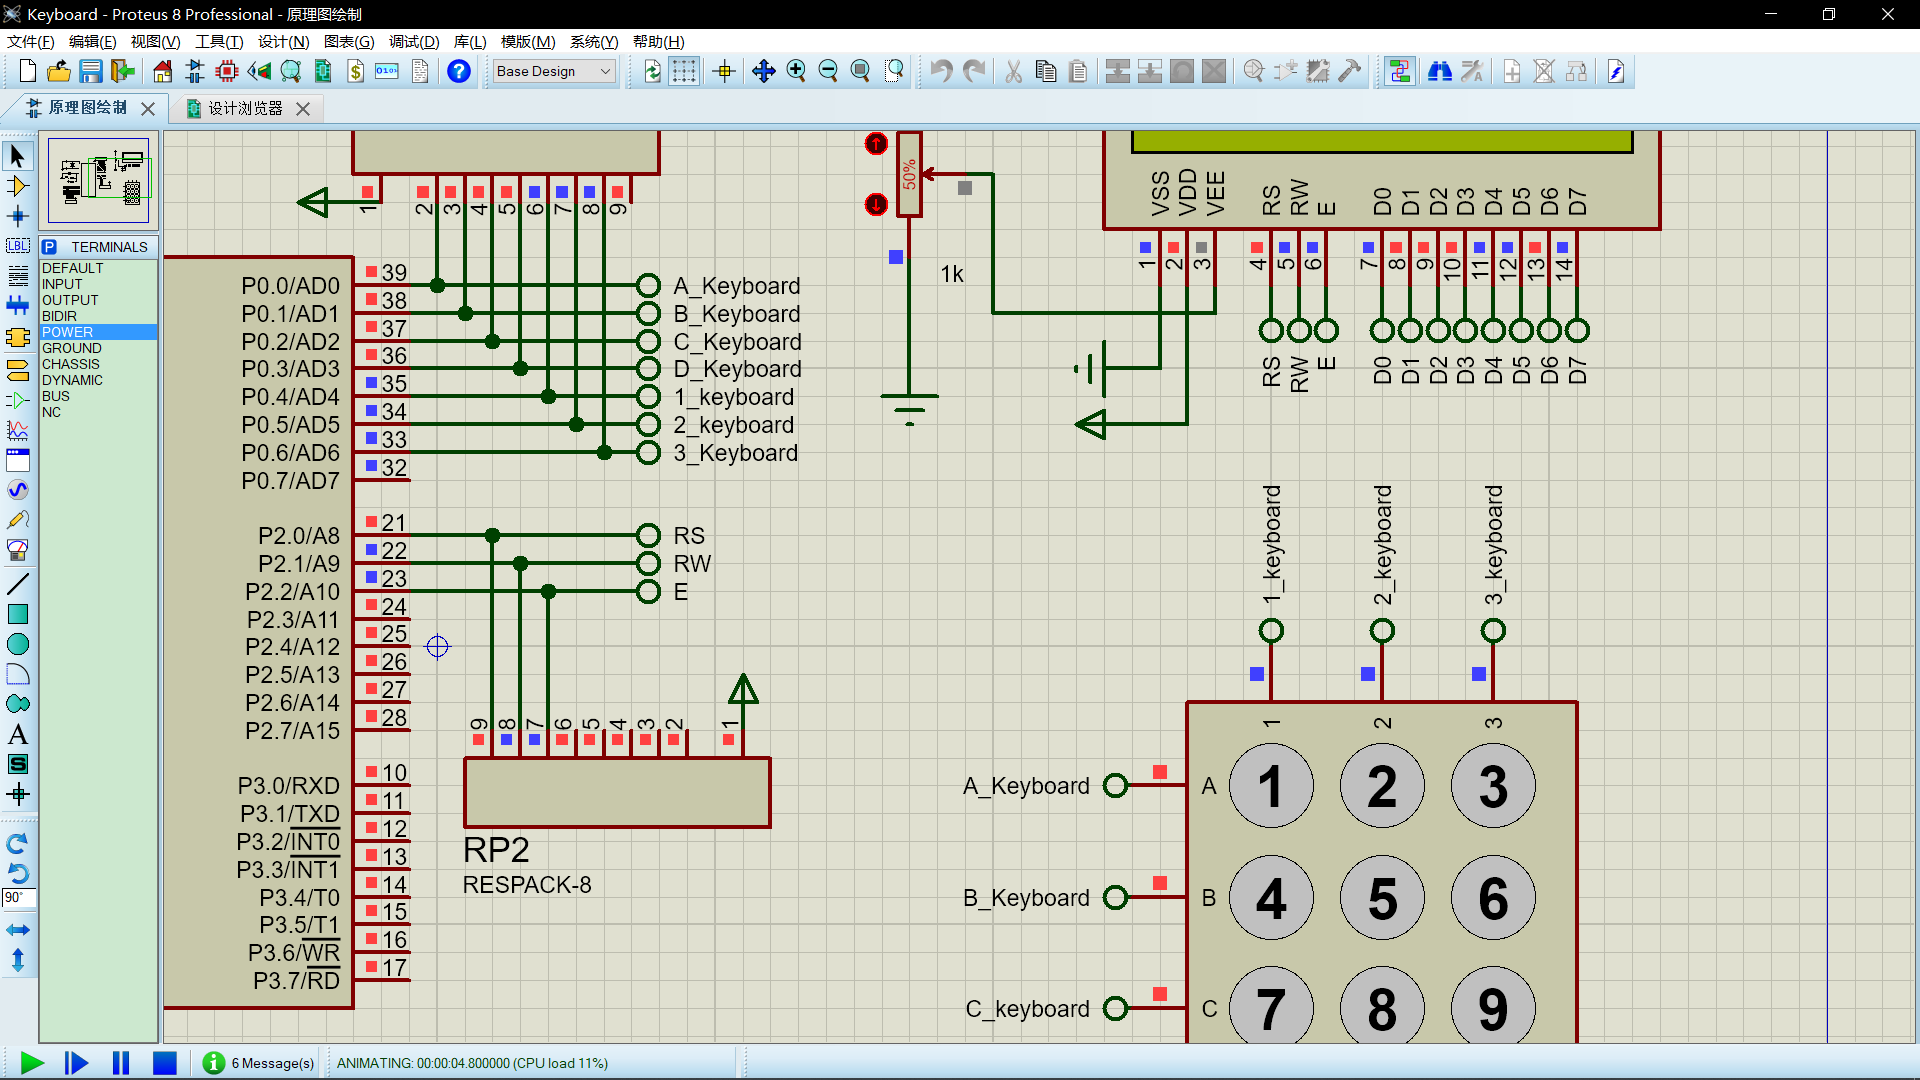 Keyboard - Proteus 8 Professional - 原理图绘制
文件(F) 编辑(E) 视图(V) 工具(T) 设计(N) 图表(G) 调试(D) 库(L) 模版(M) 系统(Y) 帮助(H)
Base Design
原理图绘制 设计浏览器
P TERMINALS
DEFAULT
INPUT
OUTPUT
BIDIR
POWER
GROUND
CHASSIS
DYNAMIC
BUS
NC
LBL
A
S
90°
1 2 3 4 5 6 7 8 9
P0.0/AD0 39 A_Keyboard
P0.1/AD1 38 B_Keyboard
P0.2/AD2 37 C_Keyboard
P0.3/AD3 36 D_Keyboard
P0.4/AD4 35 1_keyboard
P0.5/AD5 34 2_keyboard
P0.6/AD6 33 3_Keyboard
P0.7/AD7 32
P2.0/A8 21 RS
P2.1/A9 22 RW
P2.2/A10 23 E
P2.3/A11 24
P2.4/A12 25
P2.5/A13 26
P2.6/A14 27
P2.7/A15 28
P3.0/RXD 10
P3.1/TXD 11
P3.2/INT0 12
P3.3/INT1 13
P3.4/T0 14
P3.5/T1 15
P3.6/WR 16
P3.7/RD 17
9 8 7 6 5 4 3 2 1
RP2
RESPACK-8
50%
1k
VSS VDD VEE RS RW E D0 D1 D2 D3 D4 D5 D6 D7
1 2 3 4 5 6 7 8 9 10 11 12 13 14
RS RW E D0 D1 D2 D3 D4 D5 D6 D7
1_keyboard 2_keyboard 3_keyboard
1 2 3
A_Keyboard A 1 2 3
B_Keyboard B 4 5 6
C_keyboard C 7 8 9
6 Message(s) ANIMATING: 00:00:04.800000 (CPU load 11%)